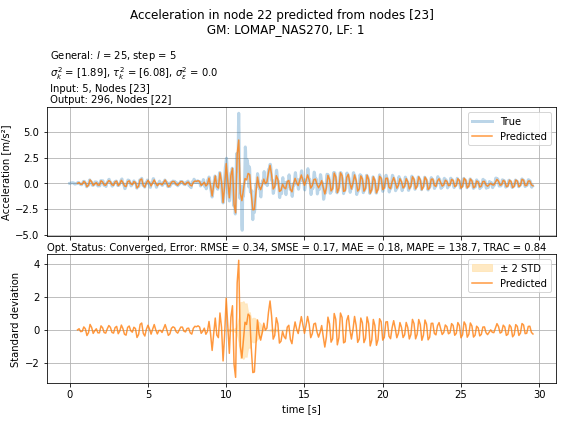 Acceleration in node 22 predicted from nodes [23]
GM: LOMAP_NAS270, LF: 1
General: l = 25, step = 5
σ²ₖ = [1.89], τ²ₖ = [6.08], σ²ε = 0.0
Input: 5, Nodes [23]
Output: 296, Nodes [22]
Acceleration [m/s²]
5.0
2.5
0.0
−2.5
−5.0
True
Predicted
Opt. Status: Converged, Error: RMSE = 0.34, SMSE = 0.17, MAE = 0.18, MAPE = 138.7, TRAC = 0.84
Standard deviation
4
2
0
−2
± 2 STD
Predicted
0 5 10 15 20 25 30
time [s]